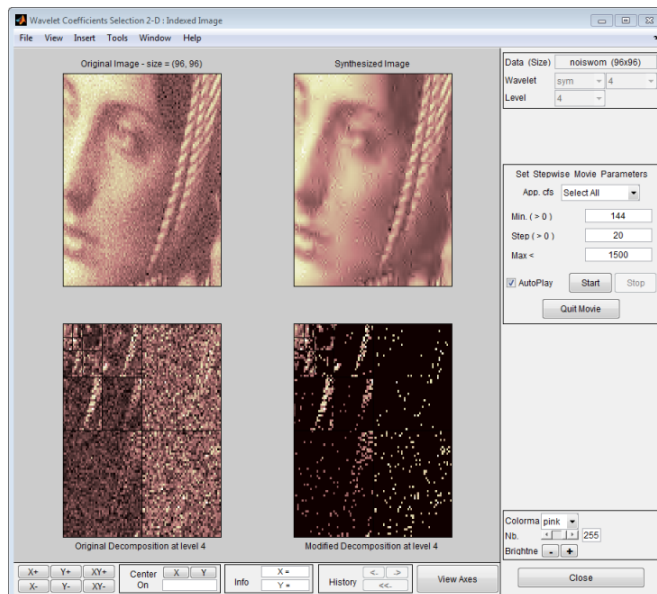 Wavelet Coefficients Selection 2-D : Indexed Image
File View Insert Tools Window Help
Original Image - size = (96, 96)
Synthesized Image
Data (Size) noiswom (96x96)
Wavelet sym 4
Level 4
Set Stepwise Movie Parameters
App. cfs Select All
Min. ( > 0 ) 144
Step ( > 0 ) 20
Max < 1500
AutoPlay Start Stop
Quit Movie
Original Decomposition at level 4
Modified Decomposition at level 4
Colorma pink
Nb. 255
Brightne - +
X+ Y+ XY+
X- Y- XY-
Center On X Y
Info X = Y =
History <- -> <<-
View Axes
Close